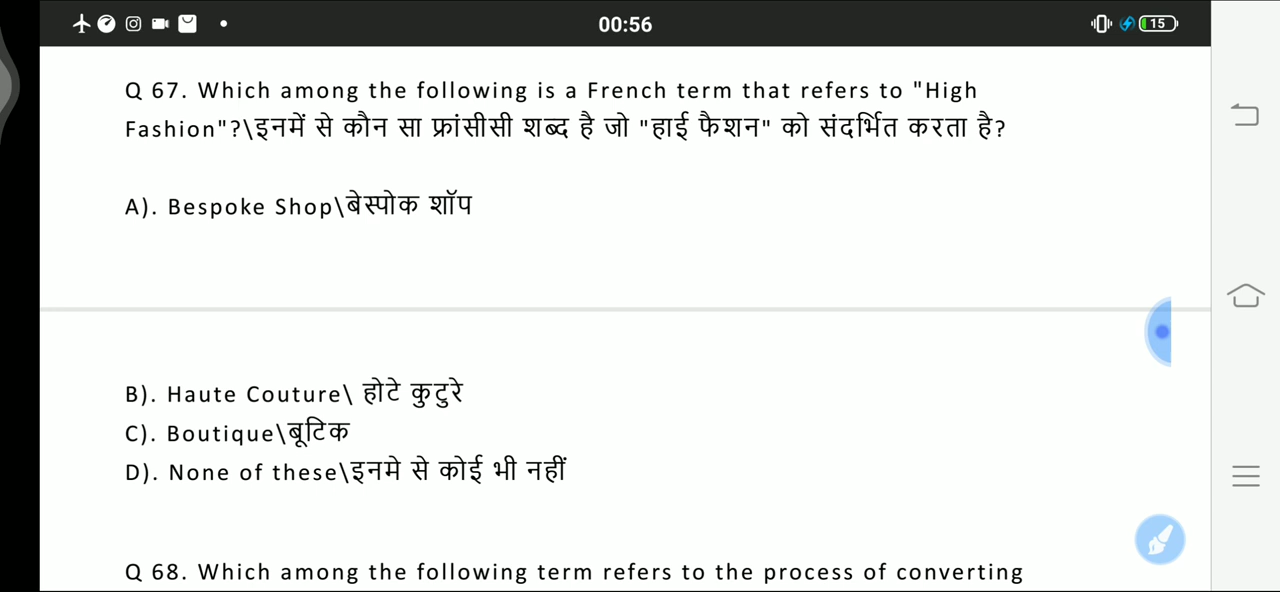 00:56
15
Q 67. Which among the following is a French term that refers to "High
Fashion"?\इनमें से कौन सा फ्रांसीसी शब्द है जो "हाई फैशन" को संदर्भित करता है?
A). Bespoke Shop\बेस्पोक शॉप
B). Haute Couture\ होटे कुटुरे
C). Boutique\बूटिक
D). None of these\इनमे से कोई भी नहीं
Q 68. Which among the following term refers to the process of converting